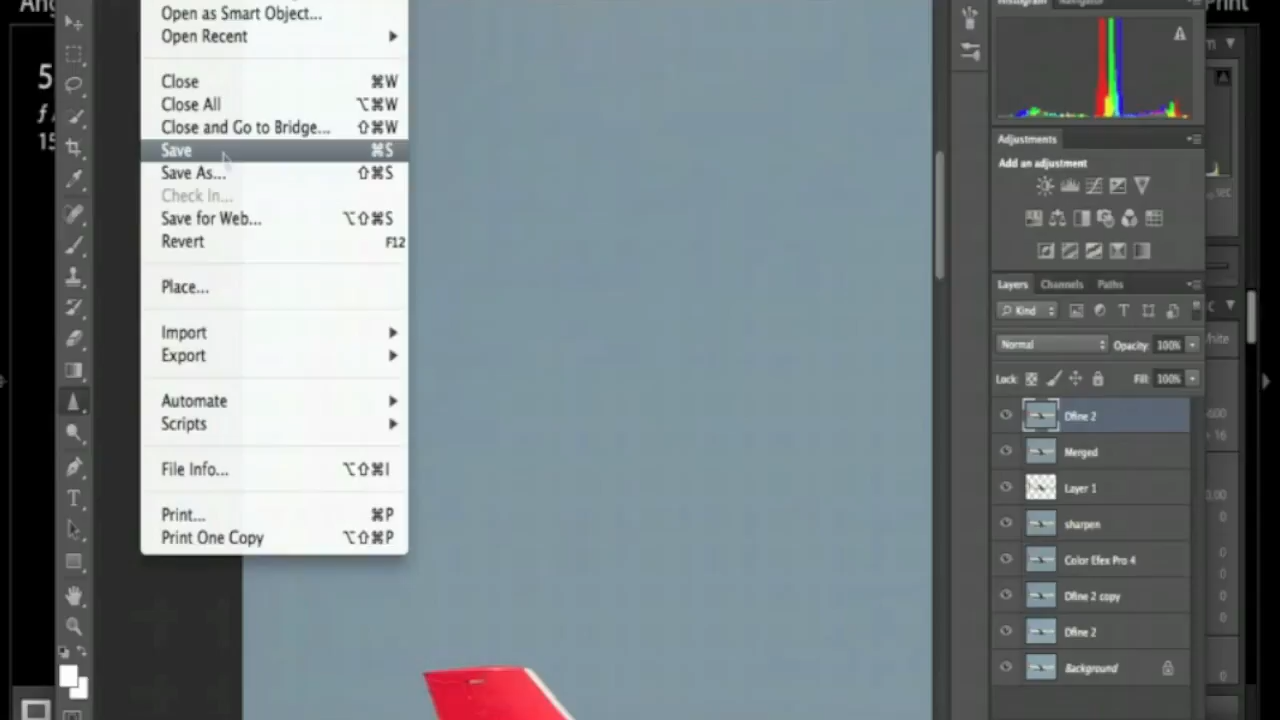 Open as Smart Object...
Open Recent
Close ⌘W
Close All ⌥⌘W
Close and Go to Bridge... ⇧⌘W
Save ⌘S
Save As... ⇧⌘S
Check In...
Save for Web... ⌥⇧⌘S
Revert F12
Place...
Import
Export
Automate
Scripts
File Info... ⌥⇧⌘I
Print... ⌘P
Print One Copy ⌥⇧⌘P
Histogram Navigator
Adjustments
Add an adjustment
Layers Channels Paths
Kind
Normal Opacity: 100%
Lock: Fill: 100%
Dfine 2
Merged
Layer 1
sharpen
Color Efex Pro 4
Dfine 2 copy
Dfine 2
Background
Print